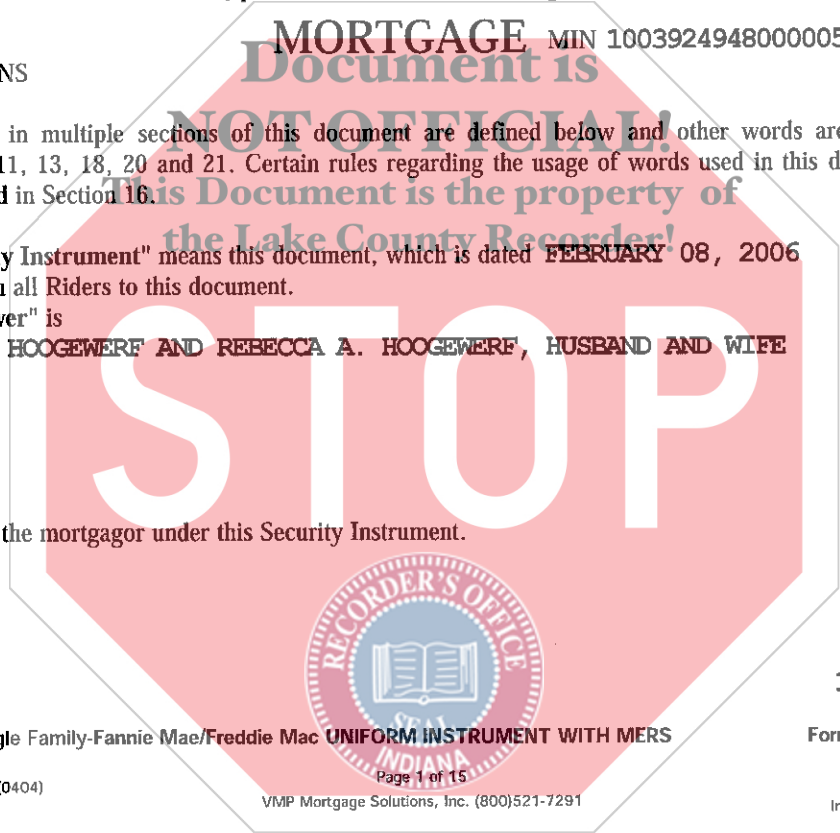 MORTGAGE MIN 1003924948000005
Document is
NS
NOT OFFICIAL!
in multiple sections of this document are defined below and other words are
11, 13, 18, 20 and 21. Certain rules regarding the usage of words used in this d
d in Section 16.
This Document is the property of
the Lake County Recorder!
y Instrument" means this document, which is dated FEBRUARY 08, 2006
all Riders to this document.
ver" is
HOOGEWERF AND REBECCA A. HOOGEWERF, HUSBAND AND WIFE
STOP
the mortgagor under this Security Instrument.
RECORDER'S OFFICE
SEAL
INDIANA
gle Family-Fannie Mae/Freddie Mac UNIFORM INSTRUMENT WITH MERS
For
Page 1 of 15
(0404)
VMP Mortgage Solutions, Inc. (800)521-7291